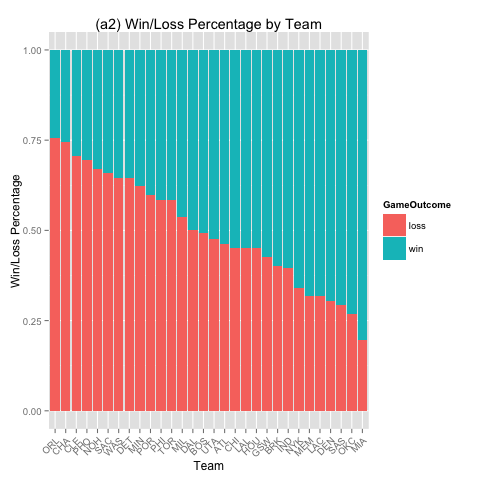 (a2) Win/Loss Percentage by Team
Win/Loss Percentage
1.00
0.75
0.50
0.25
0.00
ORL CHA CLE PHO NOH SAC WAS DET MIN POR PHI TOR MIL DAL BOS UTA ATL CHI LAL HOU GSW BRK IND NYK MEM LAC DEN SAS OKC MIA
Team
GameOutcome
loss
win